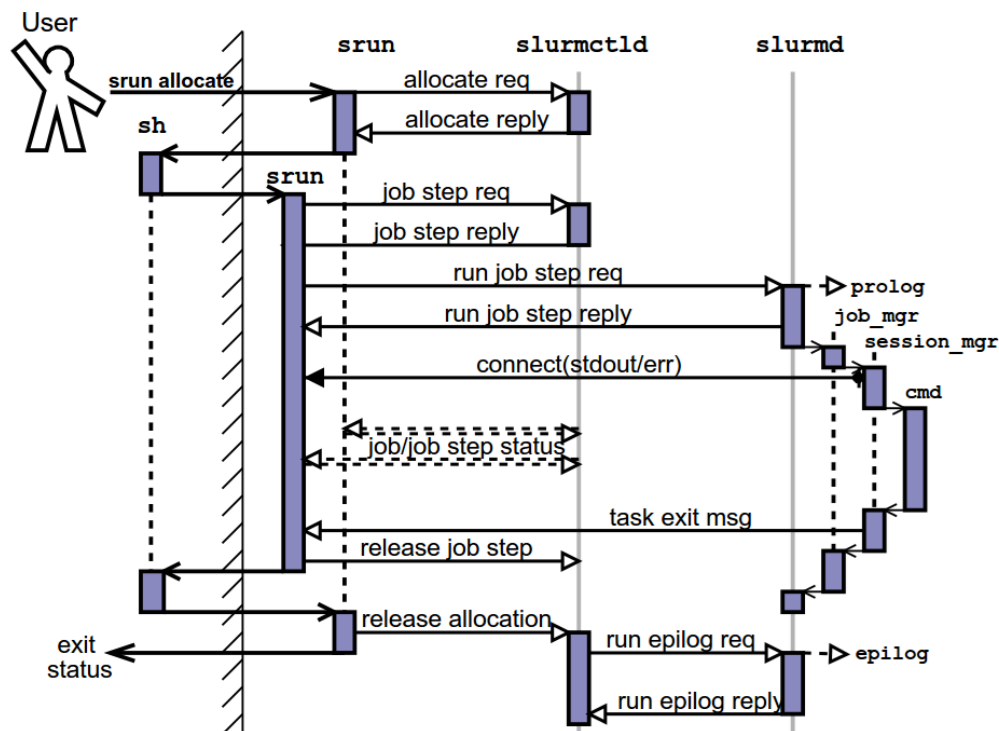 User
srun
slurmctld
slurmd
srun allocate
allocate req
allocate reply
sh
srun
job step req
job step reply
run job step req
prolog
job_mgr
run job step reply
session_mgr
connect(stdout/err)
cmd
job/job step status
task exit msg
release job step
release allocation
exit
status
run epilog req
epilog
run epilog reply